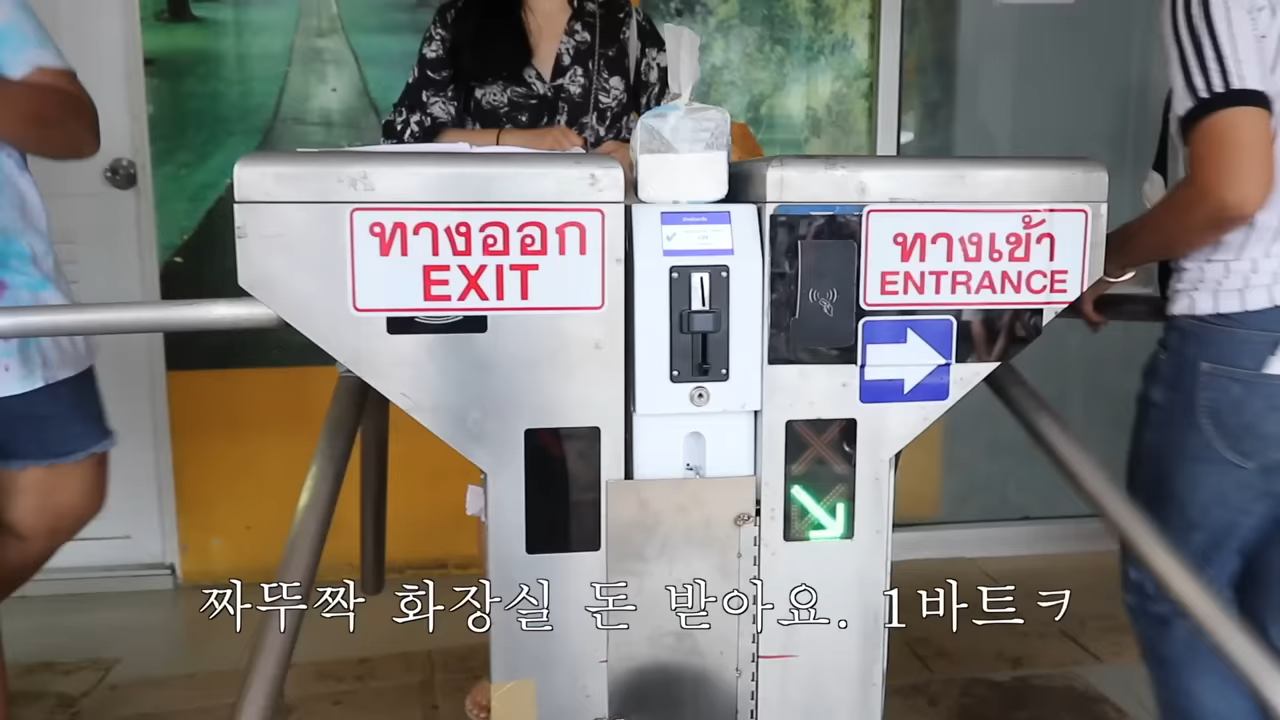 ทางออก
EXIT
ทางเข้า
ENTRANCE
짜뚜짝 화장실 돈 받아요. 1바트ㅋ